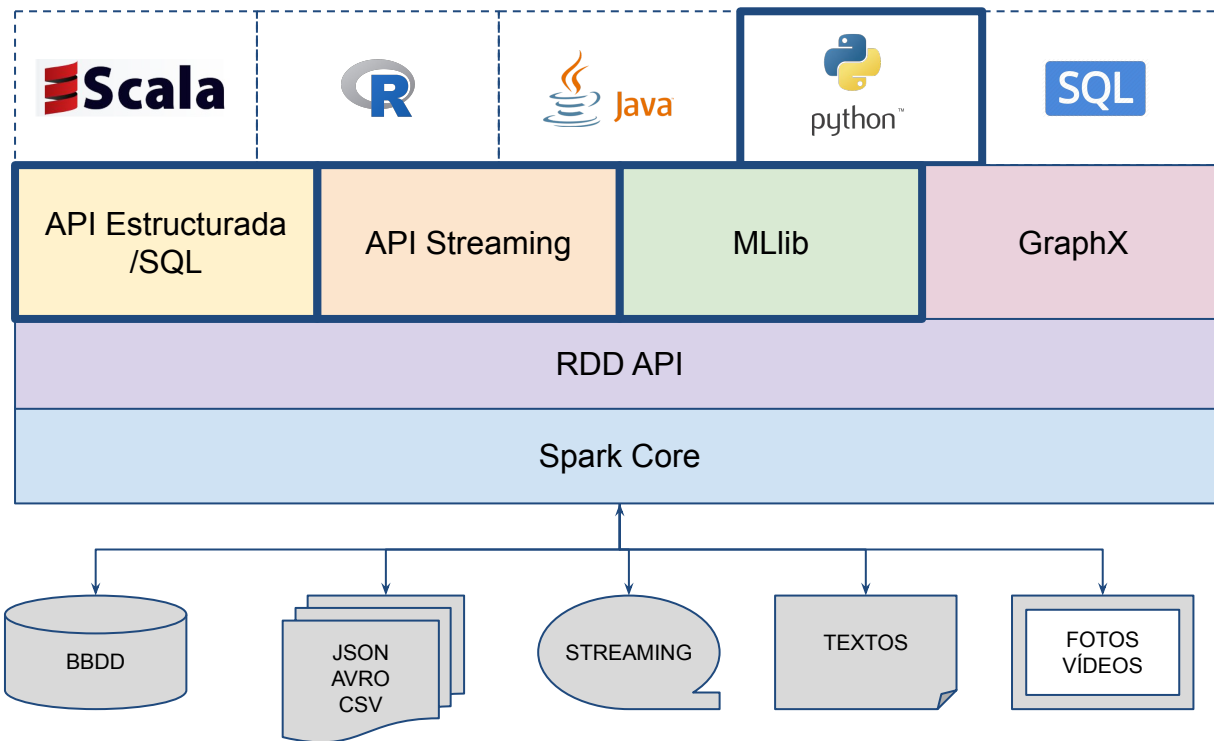 Scala
R
Java
python™
SQL
API Estructurada
/SQL
API Streaming
MLlib
GraphX
RDD API
Spark Core
BBDD
JSON
AVRO
CSV
STREAMING
TEXTOS
FOTOS
VÍDEOS